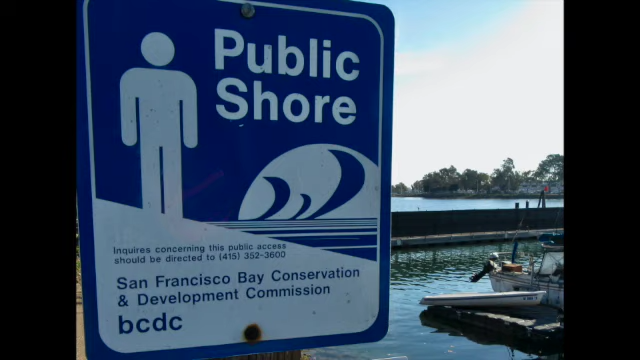 Public
Shore
Inquires concerning this public access
should be directed to (415) 352-3600
San Francisco Bay Conservation
& Development Commission
bcdc